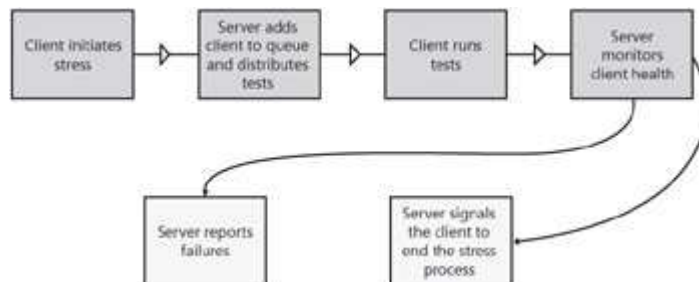 Client initiates
stress
Server adds
client to queue
and distributes
tests
Client runs
tests
Server
monitors
client health
Server reports
failures
Server signals
the client to
end the stress
process